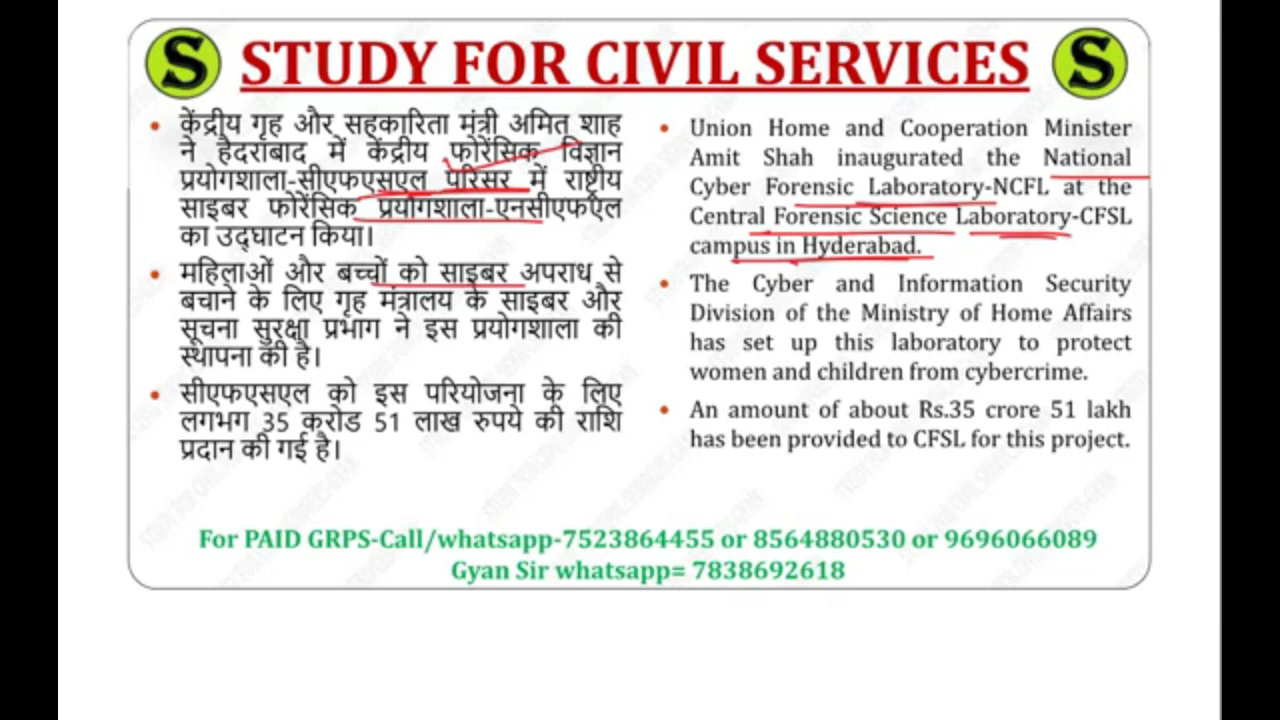 S STUDY FOR CIVIL SERVICES S
केंद्रीय गृह और सहकारिता मंत्री अमित शाह
ने हैदराबाद में केंद्रीय फोरेंसिक विज्ञान
प्रयोगशाला-सीएफएसएल परिसर में राष्ट्रीय
साइबर फोरेंसिक प्रयोगशाला-एनसीएफएल
का उद्घाटन किया।
महिलाओं और बच्चों को साइबर अपराध से
बचाने के लिए गृह मंत्रालय के साइबर और
सूचना सुरक्षा प्रभाग ने इस प्रयोगशाला की
स्थापना की है।
सीएफएसएल को इस परियोजना के लिए
लगभग 35 करोड 51 लाख रुपये की राशि
प्रदान की गई है।
Union Home and Cooperation Minister
Amit Shah inaugurated the National
Cyber Forensic Laboratory-NCFL at the
Central Forensic Science Laboratory-CFSL
campus in Hyderabad.
The Cyber and Information Security
Division of the Ministry of Home Affairs
has set up this laboratory to protect
women and children from cybercrime.
An amount of about Rs.35 crore 51 lakh
has been provided to CFSL for this project.
For PAID GRPS-Call/whatsapp-7523864455 or 8564880530 or 9696066089
Gyan Sir whatsapp= 7838692618